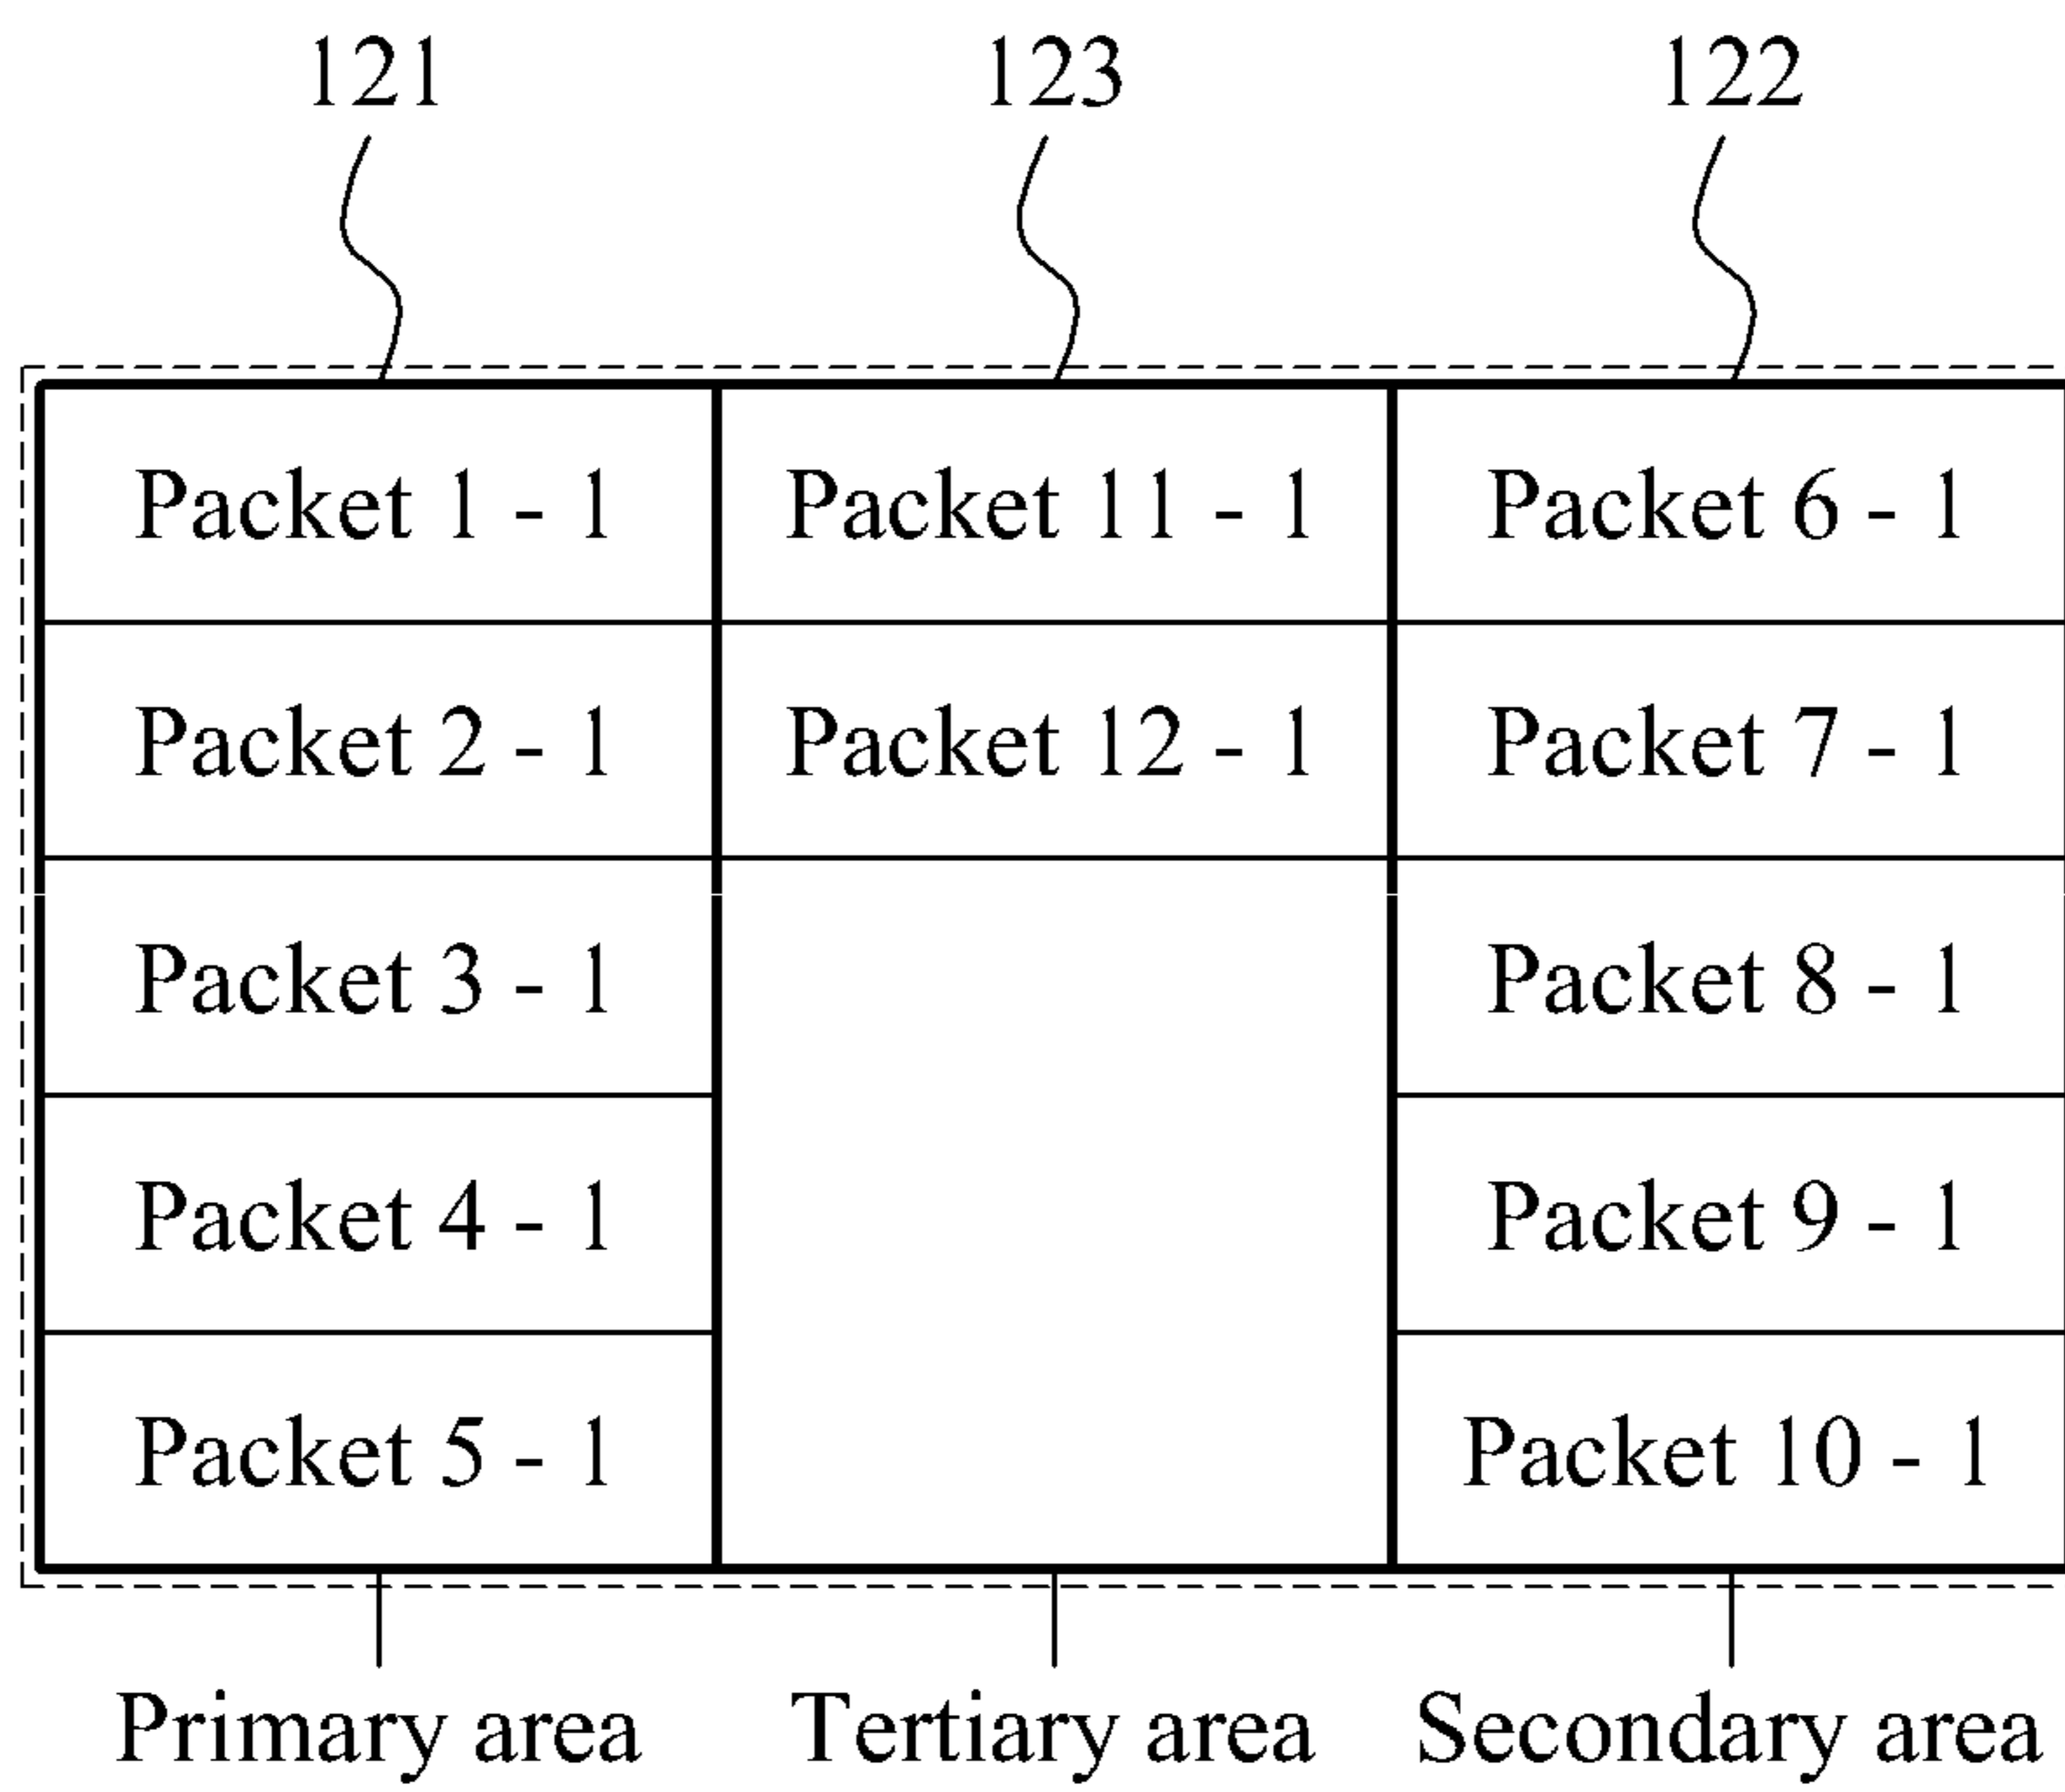 121 123 122
Packet 1 - 1 Packet 11 - 1 Packet 6 - 1
Packet 2 - 1 Packet 12 - 1 Packet 7 - 1
Packet 3 - 1 Packet 8 - 1
Packet 4 - 1 Packet 9 - 1
Packet 5 - 1 Packet 10 - 1
Primary area Tertiary area Secondary area